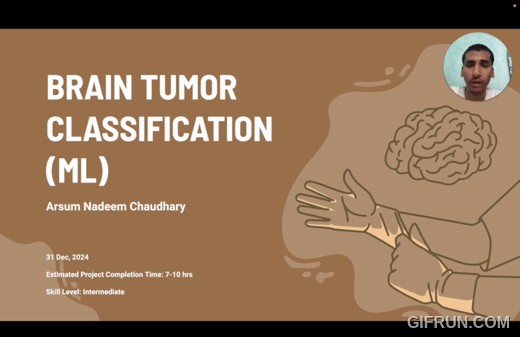 BRAIN TUMOR
CLASSIFICATION
(ML)
Arsum Nadeem Chaudhary
31 Dec, 2024
Estimated Project Completion Time: 7-10 hrs
Skill Level: Intermediate
GIFRUN.COM